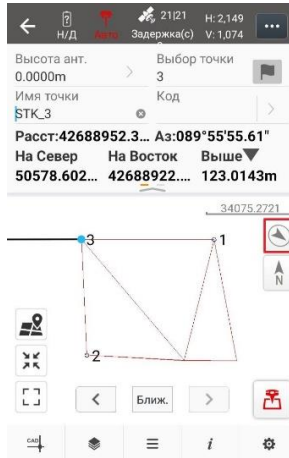 ? 21|21 H: 2,149
Н/Д Авто Задержка(с) V: 1,074
Высота ант. Выбор точки
0.0000m 3
Имя точки Код
STK_3
Расст:42688952.3... Аз:089°55'55.61"
На Север На Восток Выше
50578.602... 42688922.... 123.0143m
34075.2721
3 1
N
2
Ближ.
CAD i